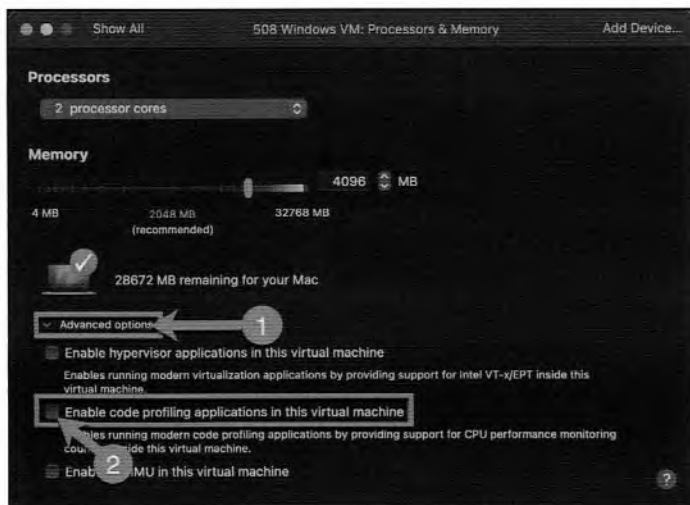 Show All 508 Windows VM: Processors & Memory Add Device...
Processors
2 processor cores
Memory
4096 MB
4 MB 2048 MB 32768 MB
(recommended)
28672 MB remaining for your Mac
Advanced options 1
Enable hypervisor applications in this virtual machine
Enables running modern virtualization applications by providing support for Intel VT-x/EPT inside this
virtual machine.
Enable code profiling applications in this virtual machine
running modern code profiling applications by providing support for CPU performance monitoring
this virtual machine.
2
in this virtual machine
?